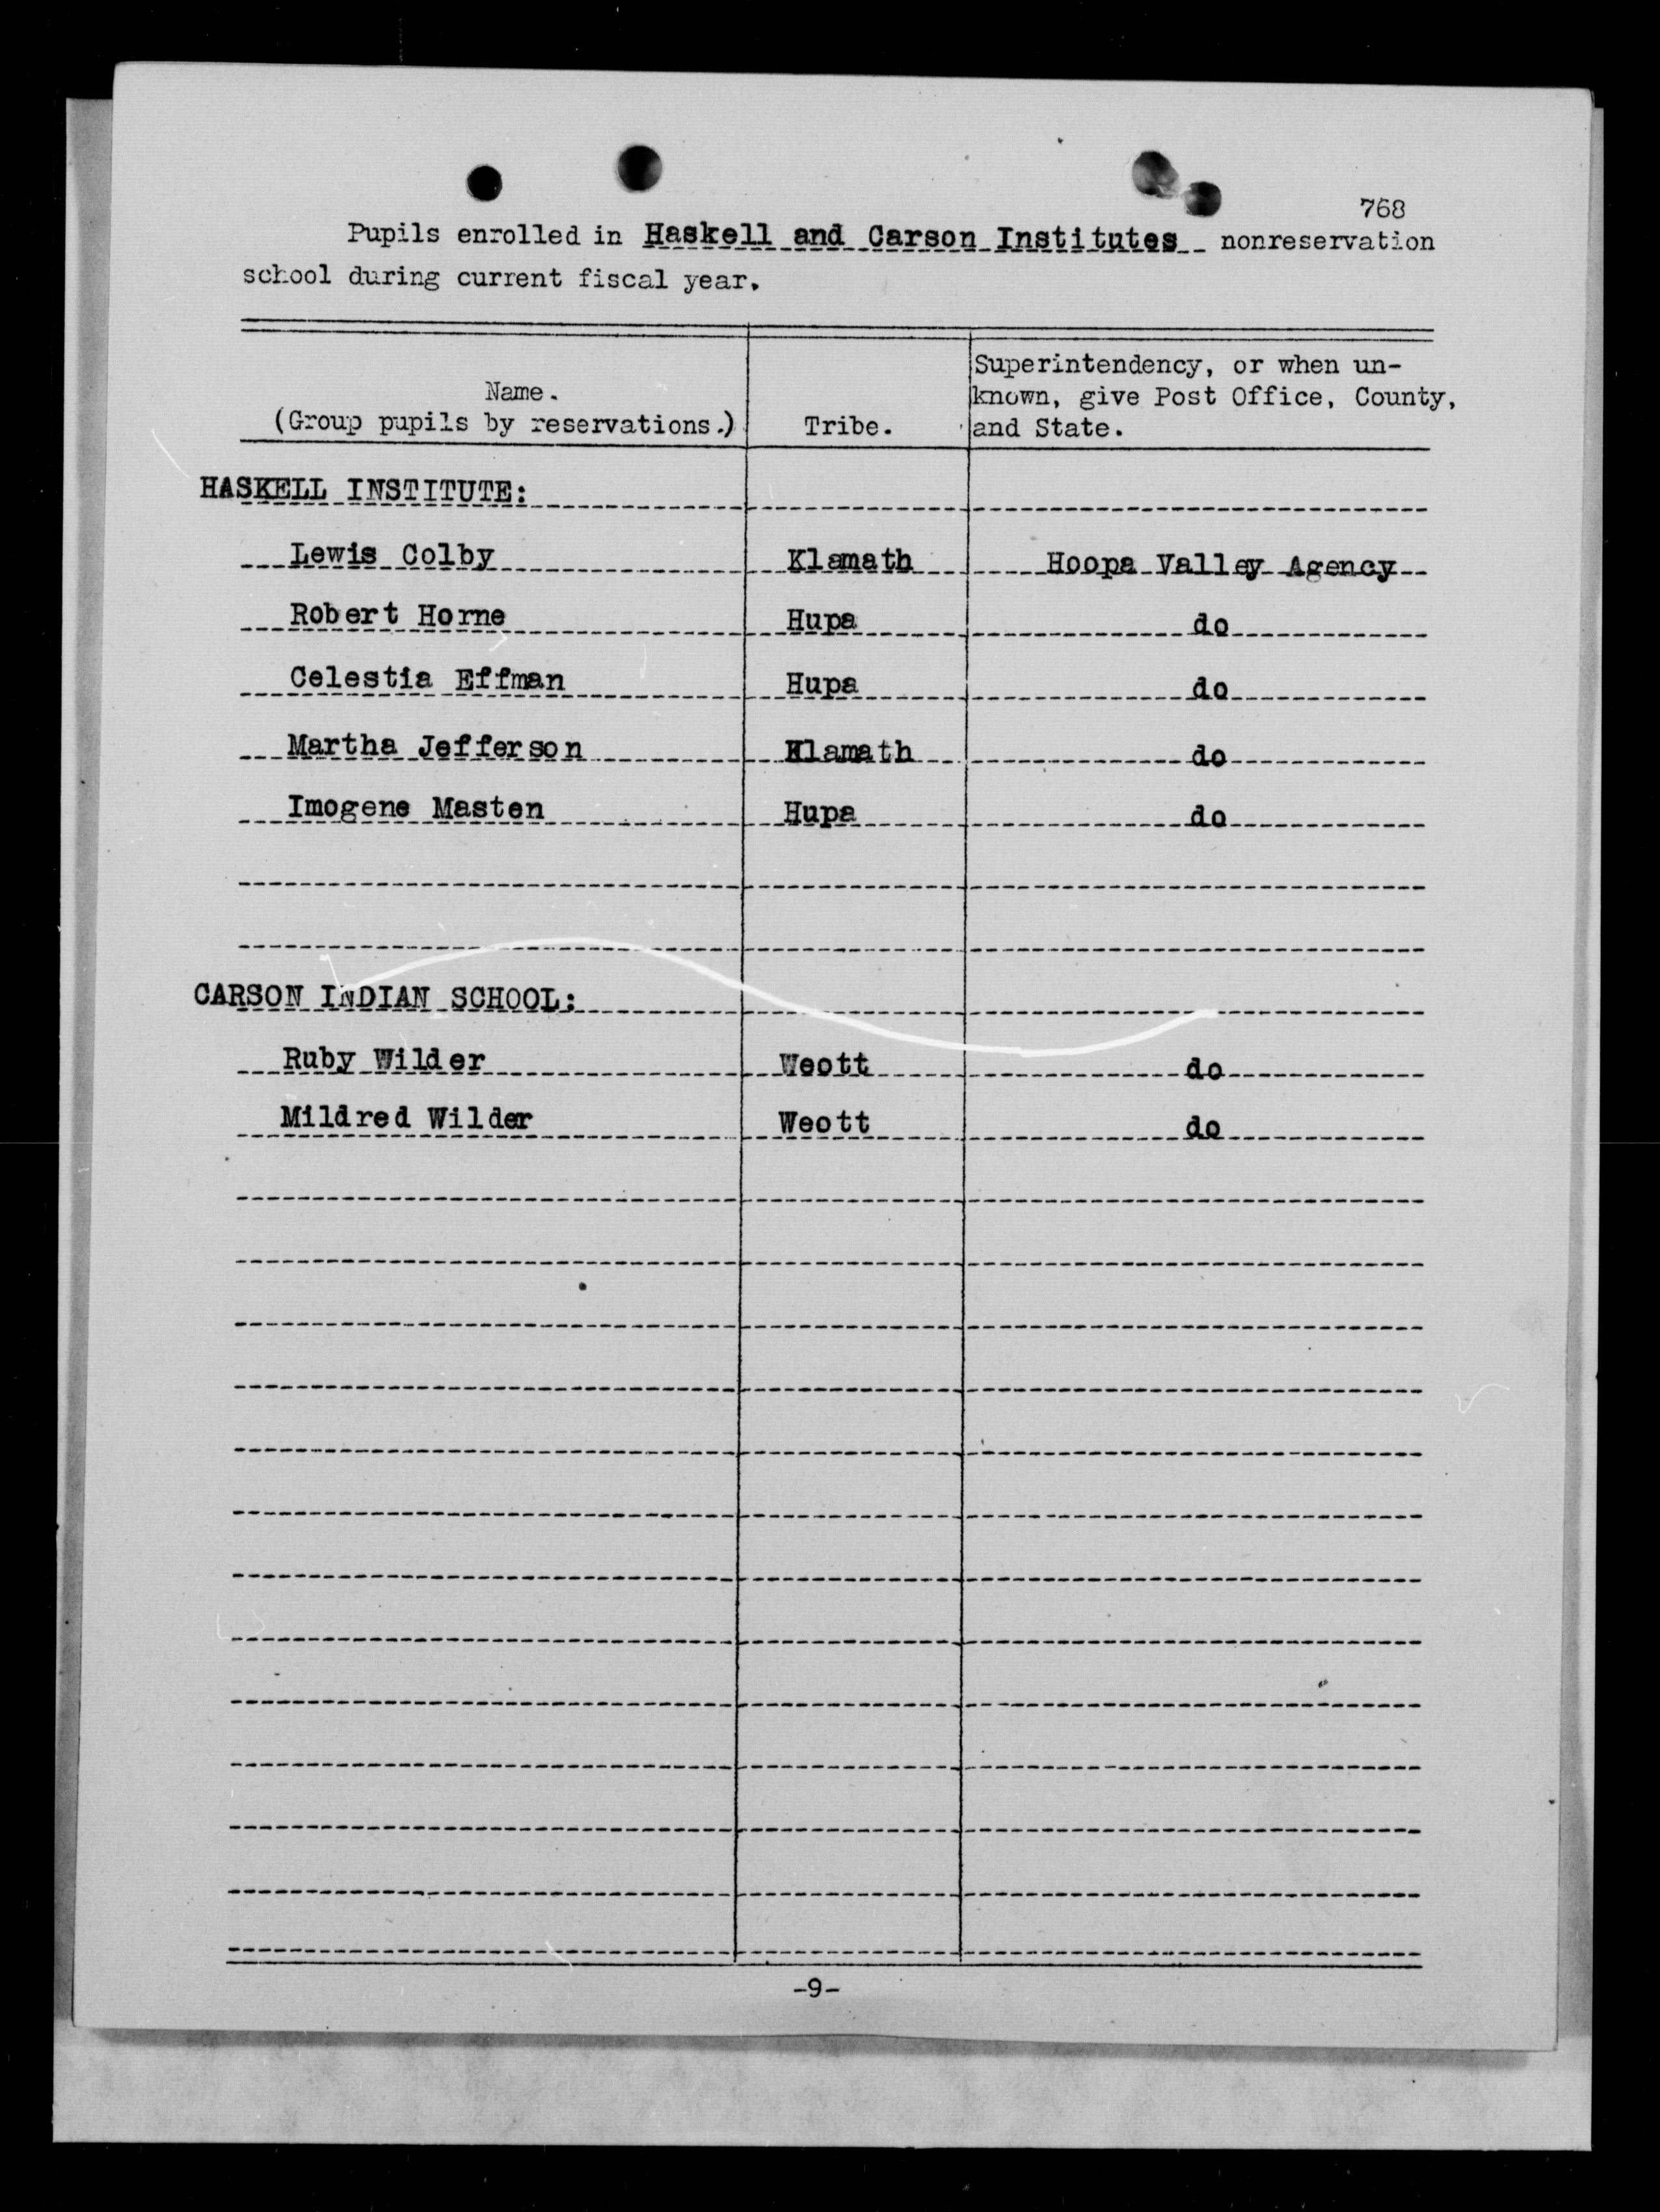 768
Pupils enrolled in Haskell and Carson Institutes nonreservation
school during current fiscal year.
Name.
(Group pupils by reservations.)
Tribe.
Superintendency, or when un-
known, give Post Office, County,
and State.
HASKELL INSTITUTE:
Lewis Colby Klamath Hoopa Valley Agency
Robert Horne Hupa do
Celestia Effman Hupa do
Martha Jefferson Klamath do
Imogene Masten Hupa do
CARSON INDIAN SCHOOL:
Ruby Wilder Weott do
Mildred Wilder Weott do
-9-